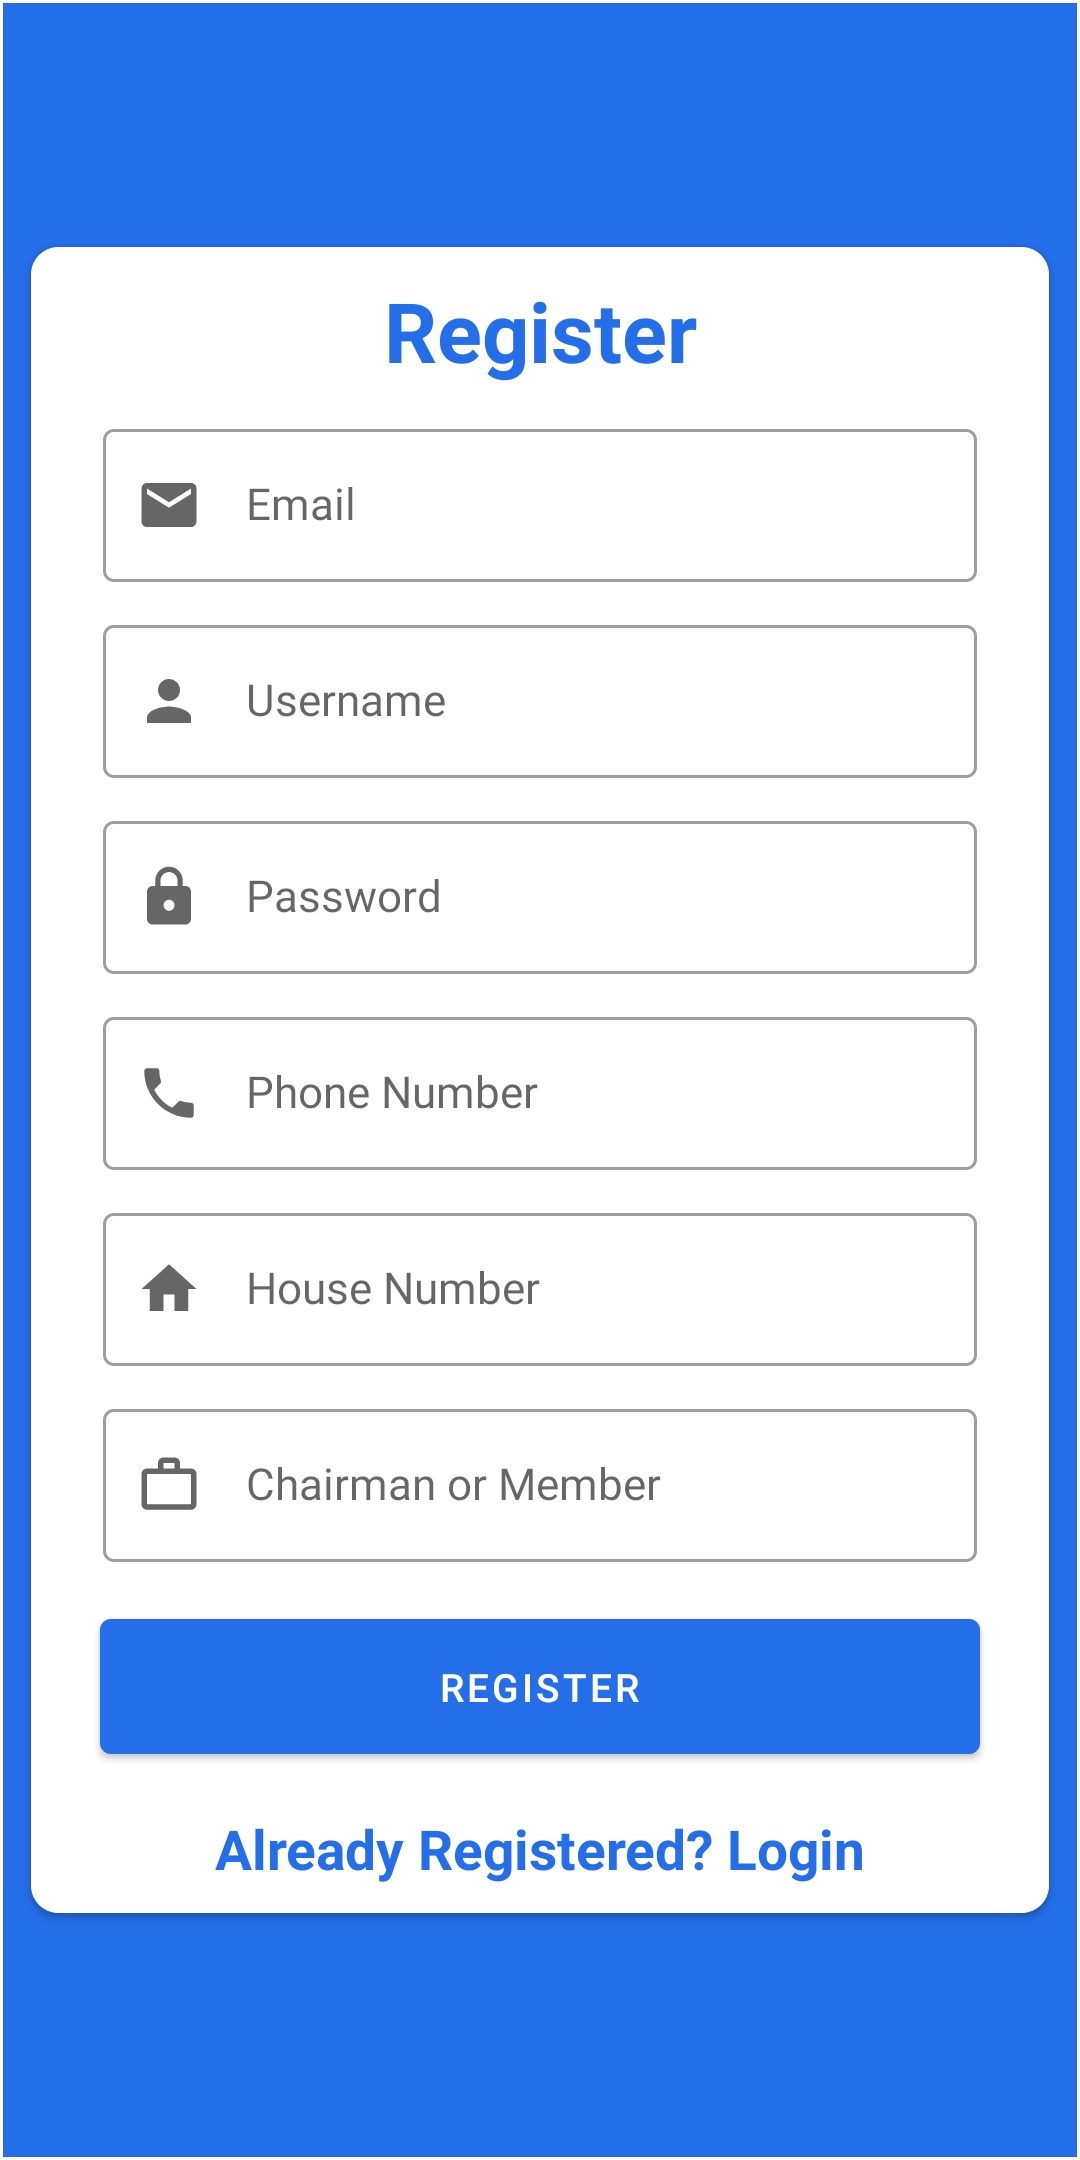 Register
Email
Username
Password
Phone Number
House Number
Chairman or Member
REGISTER
Already Registered? Login